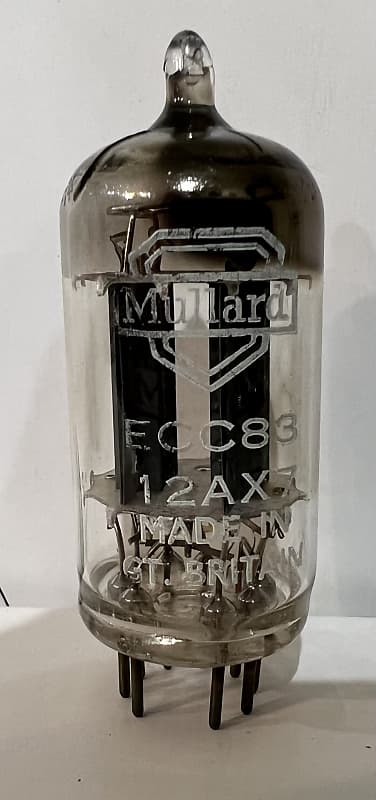 Mullard
ECC83
12AX7
MADE IN
GT. BRITAIN